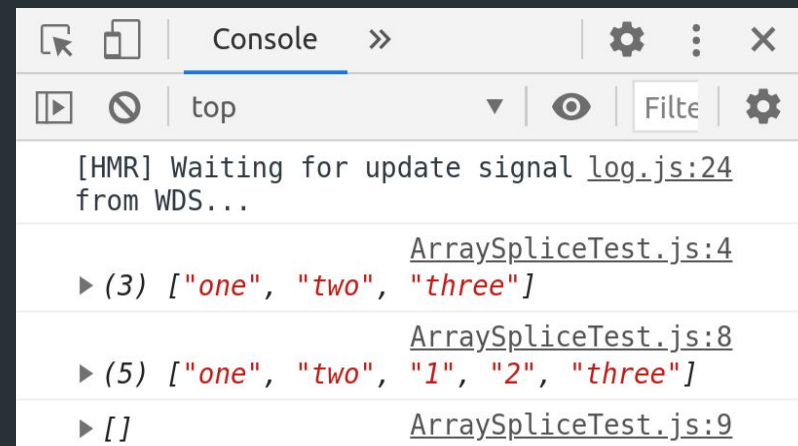 Console
top
Filte
[HMR] Waiting for update signal log.js:24
from WDS...
ArraySpliceTest.js:4
(3) ["one", "two", "three"]
ArraySpliceTest.js:8
(5) ["one", "two", "1", "2", "three"]
[] ArraySpliceTest.js:9